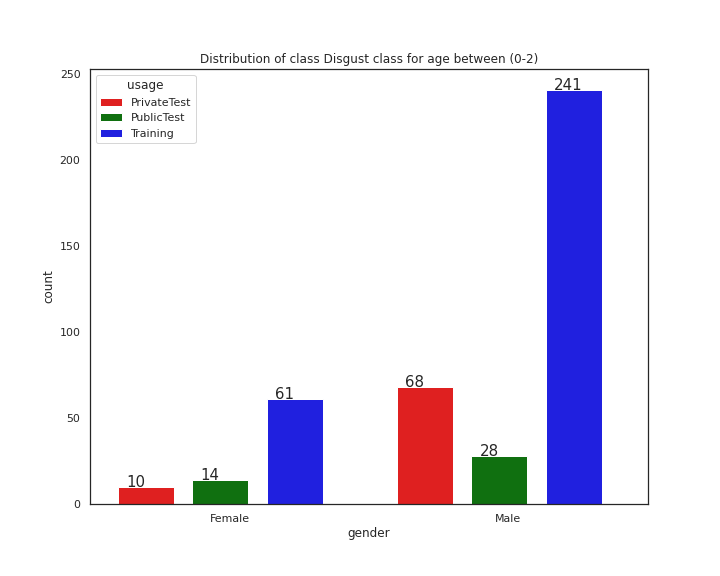 Distribution of class Disgust class for age between (0-2)
usage
PrivateTest
PublicTest
Training
250
200
150
100
50
0
count
10
14
61
68
28
241
Female
Male
gender